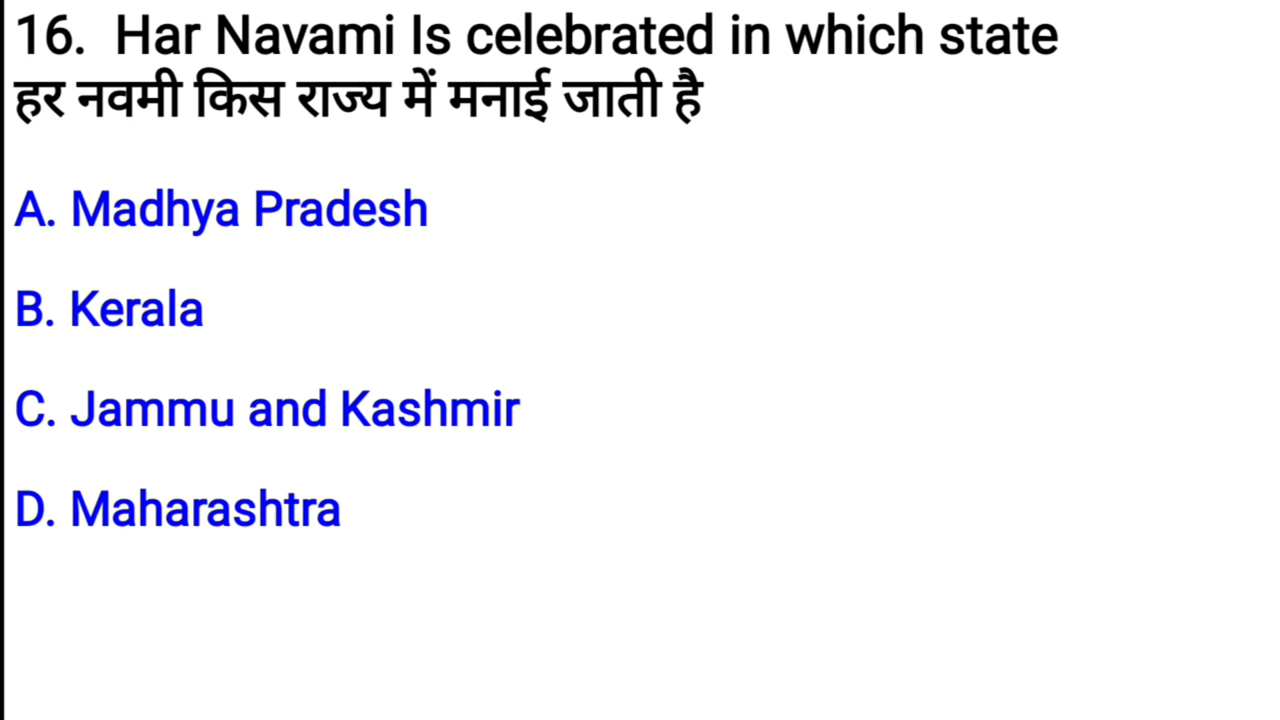 16. Har Navami Is celebrated in which state
हर नवमी किस राज्य में मनाई जाती है
A. Madhya Pradesh
B. Kerala
C. Jammu and Kashmir
D. Maharashtra